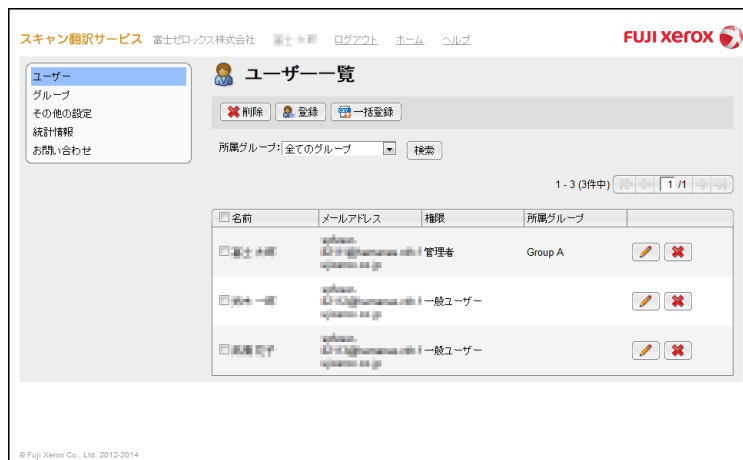 スキャン翻訳サービス 富士ゼロックス株式会社 ログアウト ホーム ヘルプ
FUJI XEROX
ユーザー
グループ
その他の設定
統計情報
お問い合わせ
ユーザー一覧
削除 登録 一括登録
所属グループ: 全てのグループ 検索
1 - 3 (3件中) 1 /1
名前 メールアドレス 権限 所属グループ
管理者 Group A
一般ユーザー
一般ユーザー
© Fuji Xerox Co., Ltd. 2012-2014